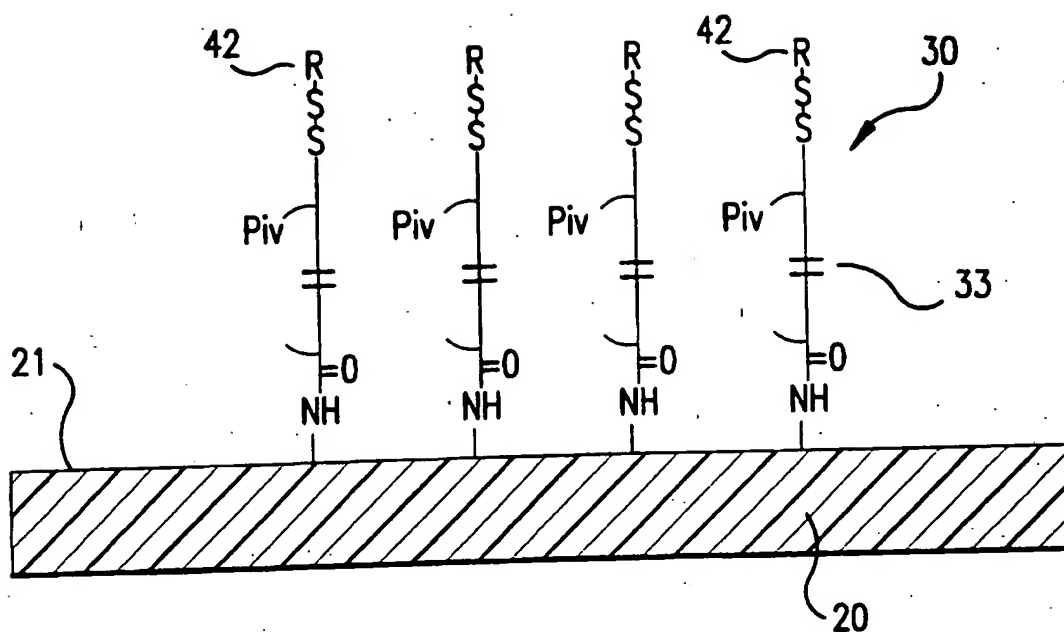 42 42
R R R R 30
S S S S
S S S S
Piv Piv Piv Piv
33
21 =O =O =O =O
NH NH NH NH
20